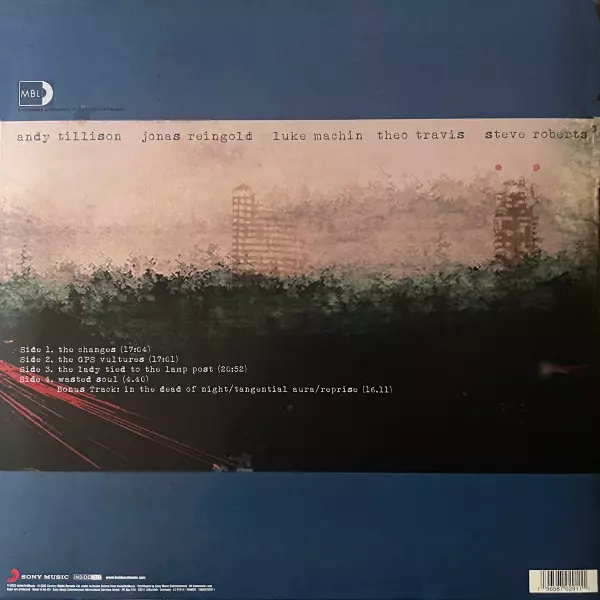 MBL
andy tillison jonas reingold luke machin theo travis steve roberts
Side 1. the changes (17:04)
Side 2. the GPS vultures (17:01)
Side 3. the lady tied to the lamp post (20:52)
Side 4. wasted soul (4.40)
Bonus Track: in the dead of night/tangential aura/reprise (16.11)
SONY MUSIC